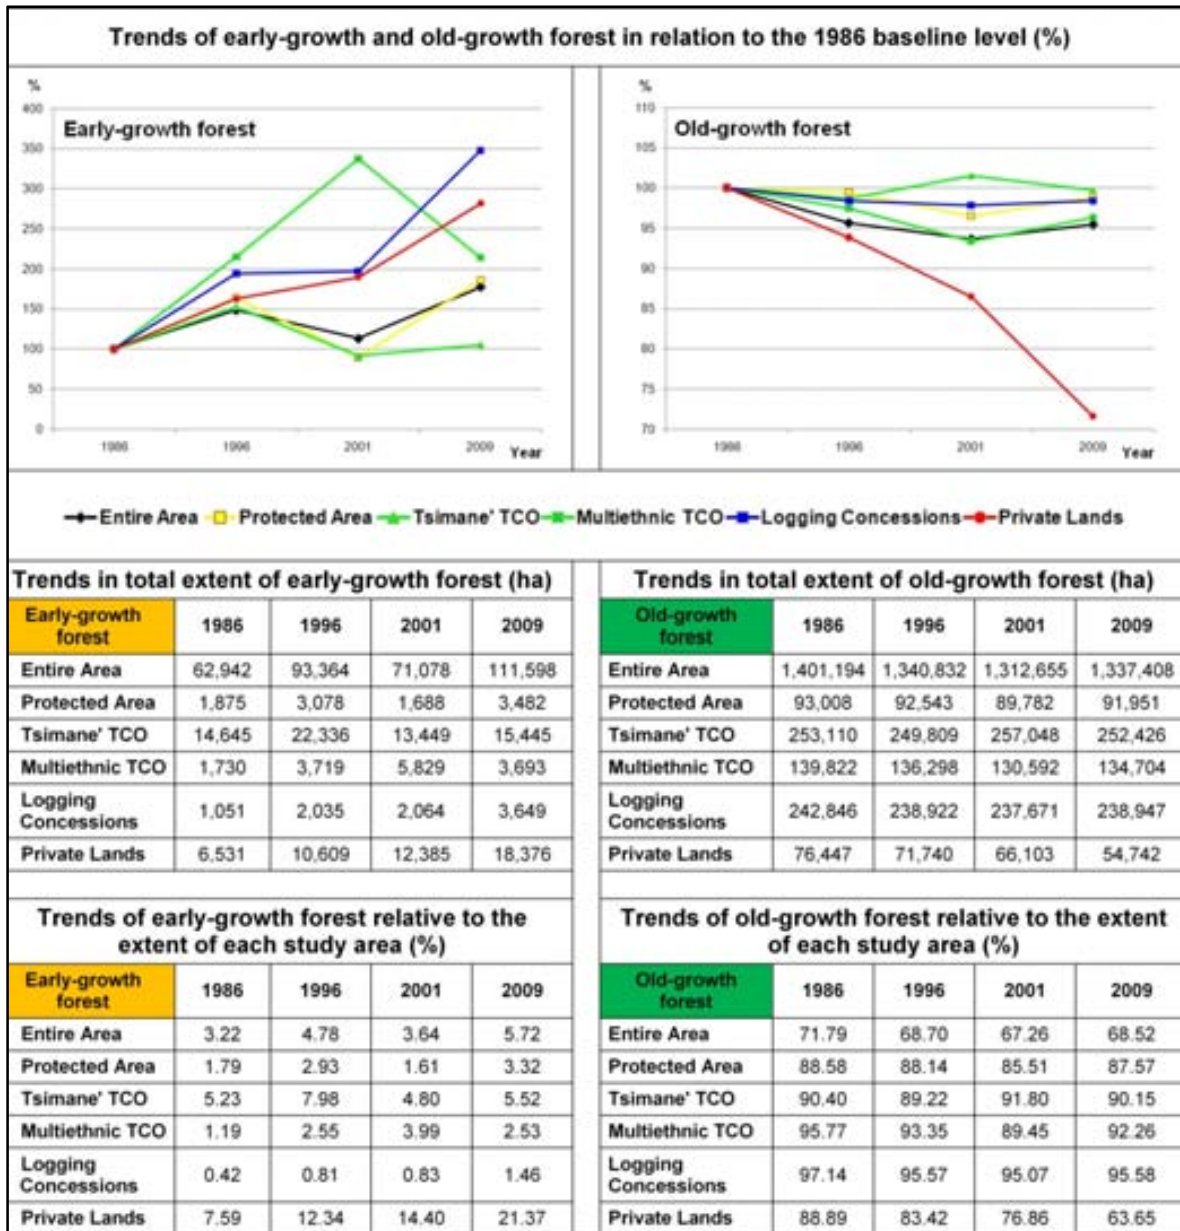 Trends of early-growth and old-growth forest in relation to the 1986 baseline level (%)
%
400
350
300
250
200
150
100
50
0
Early-growth forest
1986 1996 2001 2009 Year
%
110
105
100
95
90
85
80
75
70
Old-growth forest
1986 1996 2001 2009 Year
Entire Area Protected Area Tsimane' TCO Multiethnic TCO Logging Concessions Private Lands
Trends in total extent of early-growth forest (ha)
Early-growth
forest 1986 1996 2001 2009
Entire Area 62,942 93,364 71,078 111,598
Protected Area 1,875 3,078 1,688 3,482
Tsimane' TCO 14,645 22,336 13,449 15,445
Multiethnic TCO 1,730 3,719 5,829 3,693
Logging
Concessions 1,051 2,035 2,064 3,649
Private Lands 6,531 10,609 12,385 18,376
Trends in total extent of old-growth forest (ha)
Old-growth
forest 1986 1996 2001 2009
Entire Area 1,401,194 1,340,832 1,312,655 1,337,408
Protected Area 93,008 92,543 89,782 91,951
Tsimane' TCO 253,110 249,809 257,048 252,426
Multiethnic TCO 139,822 136,298 130,592 134,704
Logging
Concessions 242,846 238,922 237,671 238,947
Private Lands 76,447 71,740 66,103 54,742
Trends of early-growth forest relative to the
extent of each study area (%)
Early-growth
forest 1986 1996 2001 2009
Entire Area 3.22 4.78 3.64 5.72
Protected Area 1.79 2.93 1.61 3.32
Tsimane' TCO 5.23 7.98 4.80 5.52
Multiethnic TCO 1.19 2.55 3.99 2.53
Logging
Concessions 0.42 0.81 0.83 1.46
Private Lands 7.59 12.34 14.40 21.37
Trends of old-growth forest relative to the extent
of each study area (%)
Old-growth
forest 1986 1996 2001 2009
Entire Area 71.79 68.70 67.26 68.52
Protected Area 88.58 88.14 85.51 87.57
Tsimane' TCO 90.40 89.22 91.80 90.15
Multiethnic TCO 95.77 93.35 89.45 92.26
Logging
Concessions 97.14 95.57 95.07 95.58
Private Lands 88.89 83.42 76.86 63.65